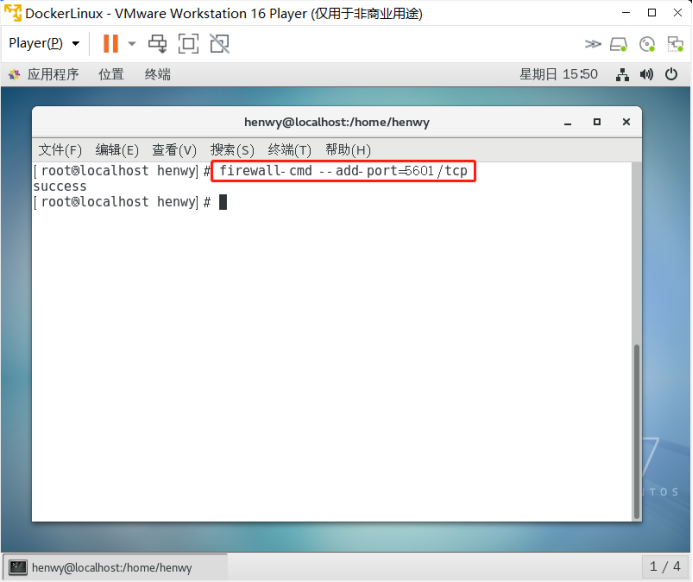 DockerLinux - VMware Workstation 16 Player (仅用于非商业用途)
Player(P)
应用程序 位置 终端 星期日 15:50
henwy@localhost:/home/henwy
文件(F) 编辑(E) 查看(V) 搜索(S) 终端(T) 帮助(H)
[root@localhost henwy]# firewall-cmd --add-port=5601/tcp
success
[root@localhost henwy]#
7
NTOS
henwy@localhost:/home/henwy 1 / 4